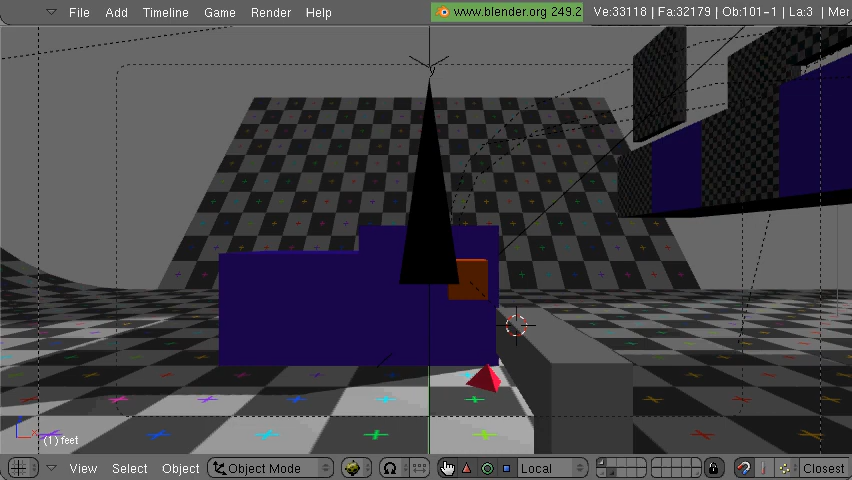 File Add Timeline Game Render Help www.blender.org 249.2 Ve:33118 | Fa:32179 | Ob:101-1 | La:3 | Mer
y
(1) feet
View Select Object Object Mode Local Closest